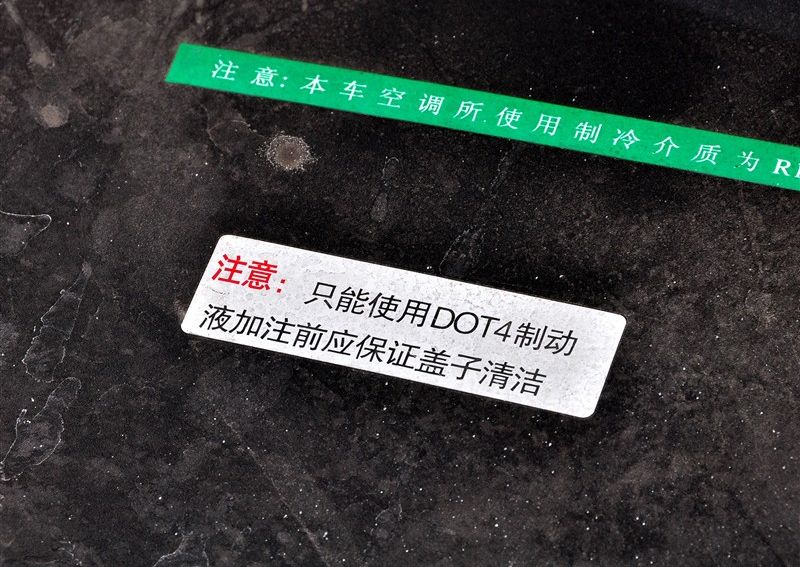 注意:本车空调所使用制冷介质为R
注意:只能使用DOT4制动
液加注前应保证盖子清洁